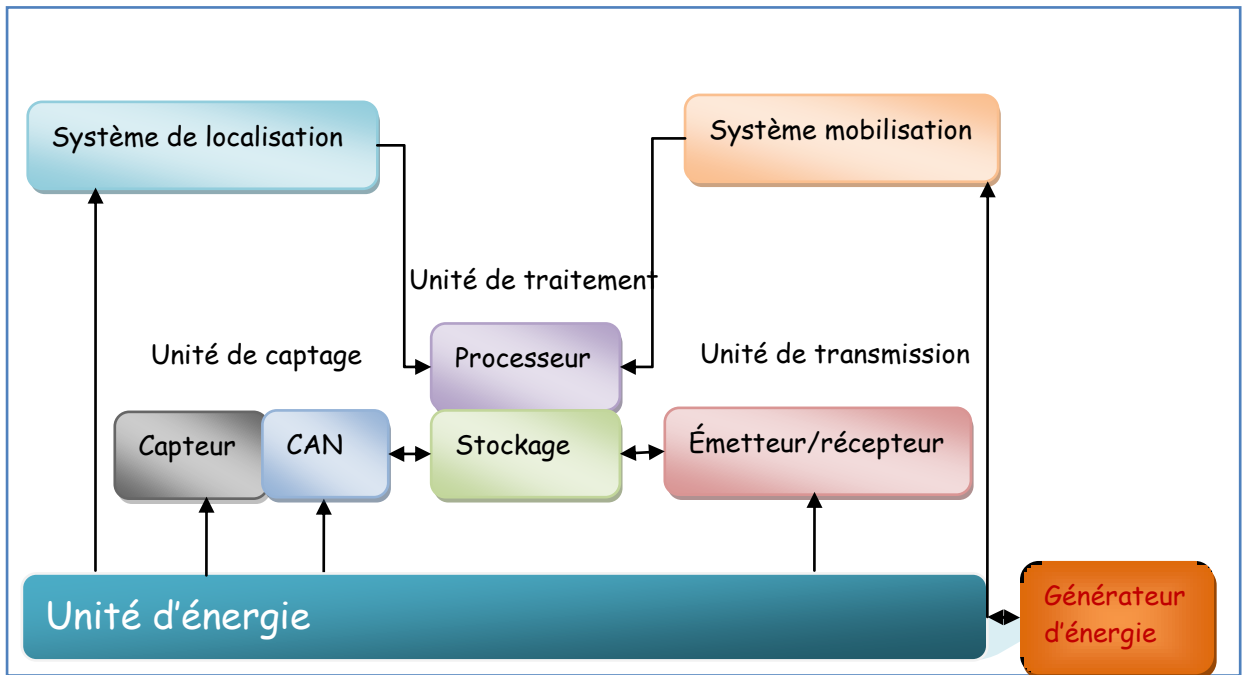 Système de localisation
Système mobilisation
Unité de traitement
Unité de captage
Processeur
Unité de transmission
Capteur
CAN
Stockage
Émetteur/récepteur
Unité d'énergie
Générateur
d'énergie